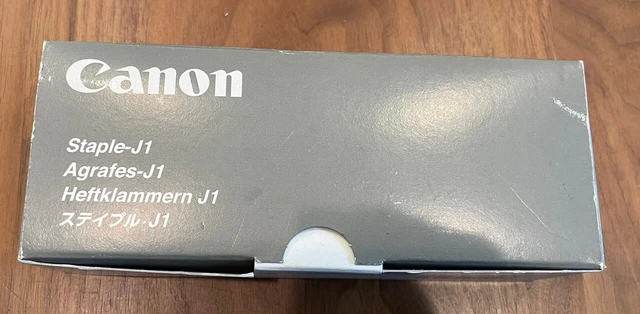 Canon
Staple-J1
Agrafes-J1
Heftklammern J1
ステイプル-J1